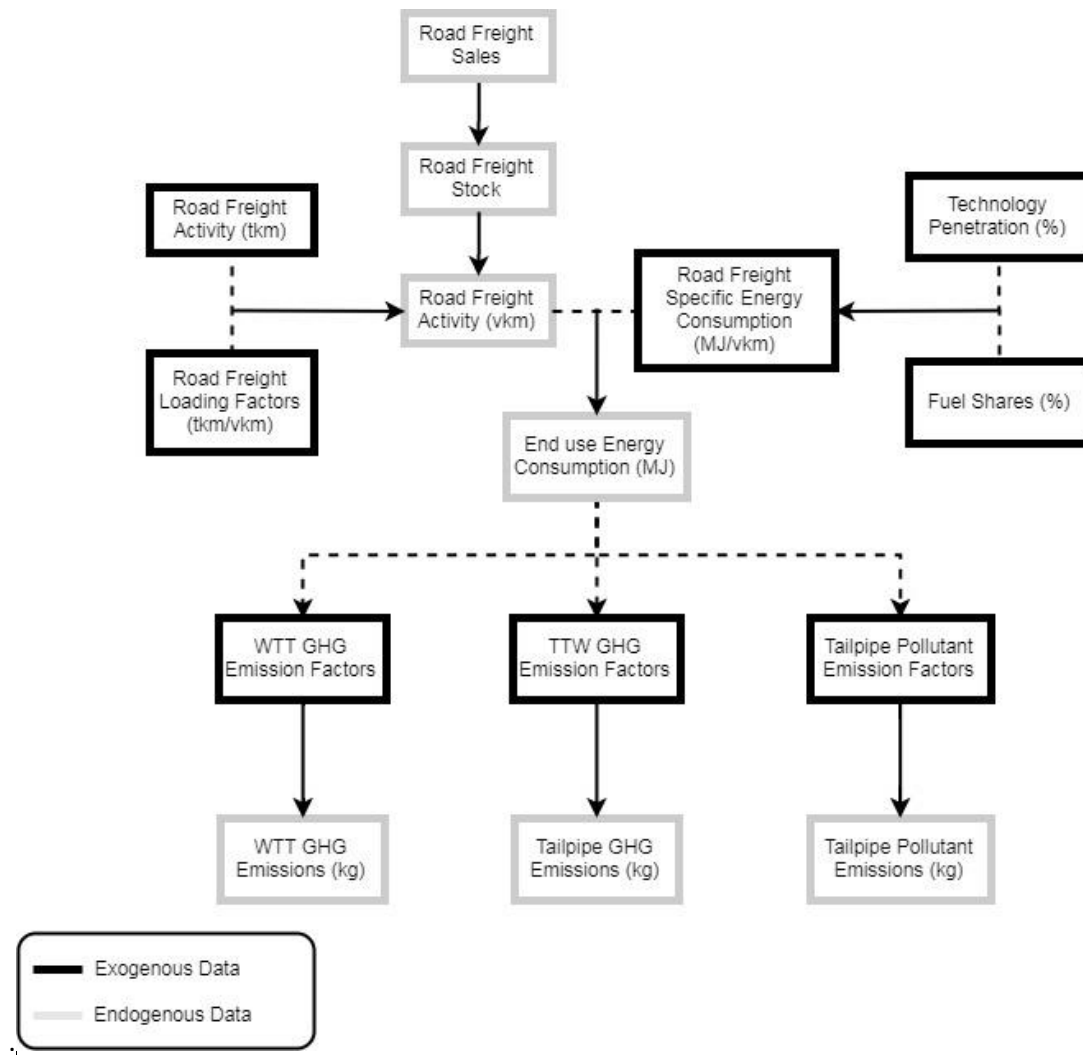 Road Freight
Sales
Road Freight
Stock
Road Freight
Activity (tkm)
Technology
Penetration (%)
Road Freight
Activity (vkm)
Road Freight
Specific Energy
Consumption
(MJ/vkm)
Road Freight
Loading Factors
(tkm/vkm)
Fuel Shares (%)
End use Energy
Consumption (MJ)
WTT GHG
Emission Factors
TTW GHG
Emission Factors
Tailpipe Pollutant
Emission Factors
WTT GHG
Emissions (kg)
Tailpipe GHG
Emissions (kg)
Tailpipe Pollutant
Emissions (kg)
Exogenous Data
Endogenous Data